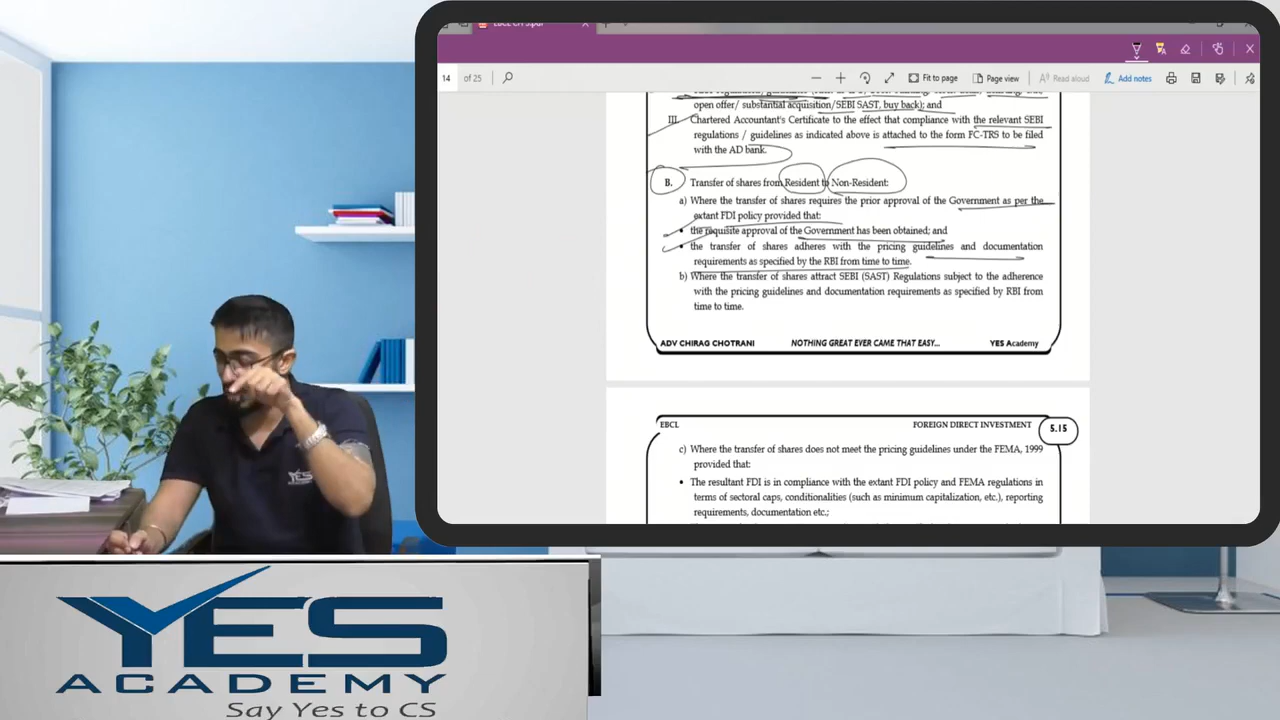 14 of 25
Fit to page
Page view
Read aloud
Add notes
open offer/ substantial acquisition/SEBI SAST, buy back); and
III. Chartered Accountant's Certificate to the effect that compliance with the relevant SEBI
regulations / guidelines as indicated above is attached to the form FC-TRS to be filed
with the AD bank.
B. Transfer of shares from Resident to Non-Resident:
a) Where the transfer of shares requires the prior approval of the Government as per the
extant FDI policy provided that:
• the requisite approval of the Government has been obtained; and
• the transfer of shares adheres with the pricing guidelines and documentation
requirements as specified by the RBI from time to time.
b) Where the transfer of shares attract SEBI (SAST) Regulations subject to the adherence
with the pricing guidelines and documentation requirements as specified by RBI from
time to time.
ADV CHIRAG CHOTRANI NOTHING GREAT EVER CAME THAT EASY... YES Academy
EBCL FOREIGN DIRECT INVESTMENT 5.15
c) Where the transfer of shares does not meet the pricing guidelines under the FEMA, 1999
provided that:
• The resultant FDI is in compliance with the extant FDI policy and FEMA regulations in
terms of sectoral caps, conditionalities (such as minimum capitalization, etc.), reporting
requirements, documentation etc.;
YES
YES
ACADEMY
Say Yes to CS